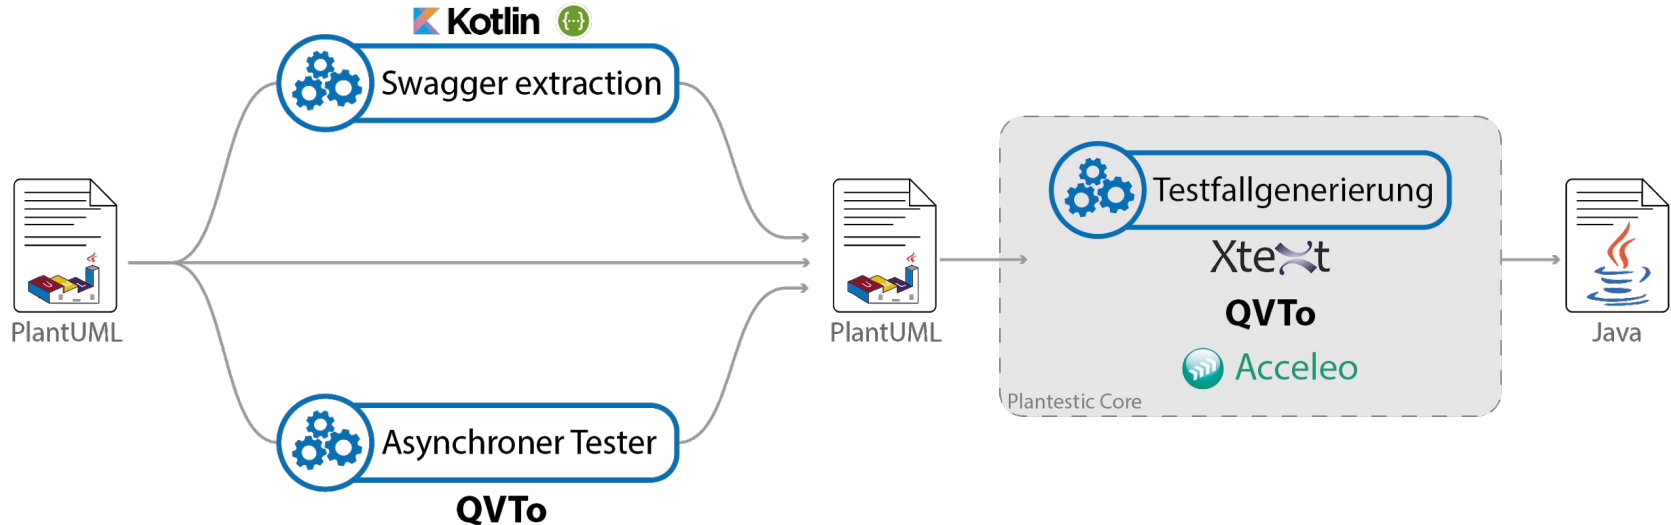 Kotlin {··}
Swagger extraction
PlantUML
Asynchroner Tester
QVTo
PlantUML
Testfallgenerierung
Xtext
QVTo
Acceleo
Plantestic Core
Java